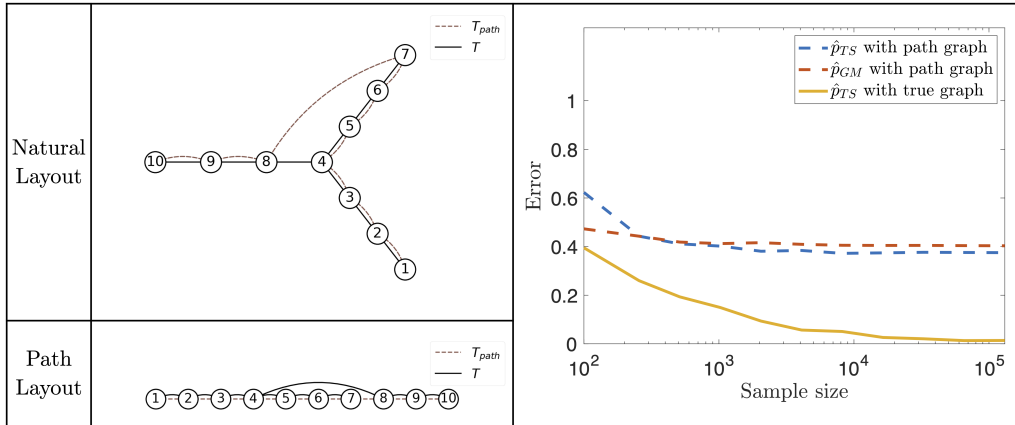 Natural
Layout
T_path
T
7
6
5
10 9 8 4
3
2
1
Path
Layout
T_path
T
1 2 3 4 5 6 7 8 9 10
p̂_TS with path graph
p̂_GM with path graph
p̂_TS with true graph
Error
1
0.8
0.6
0.4
0.2
0
10^2 10^3 10^4 10^5
Sample size